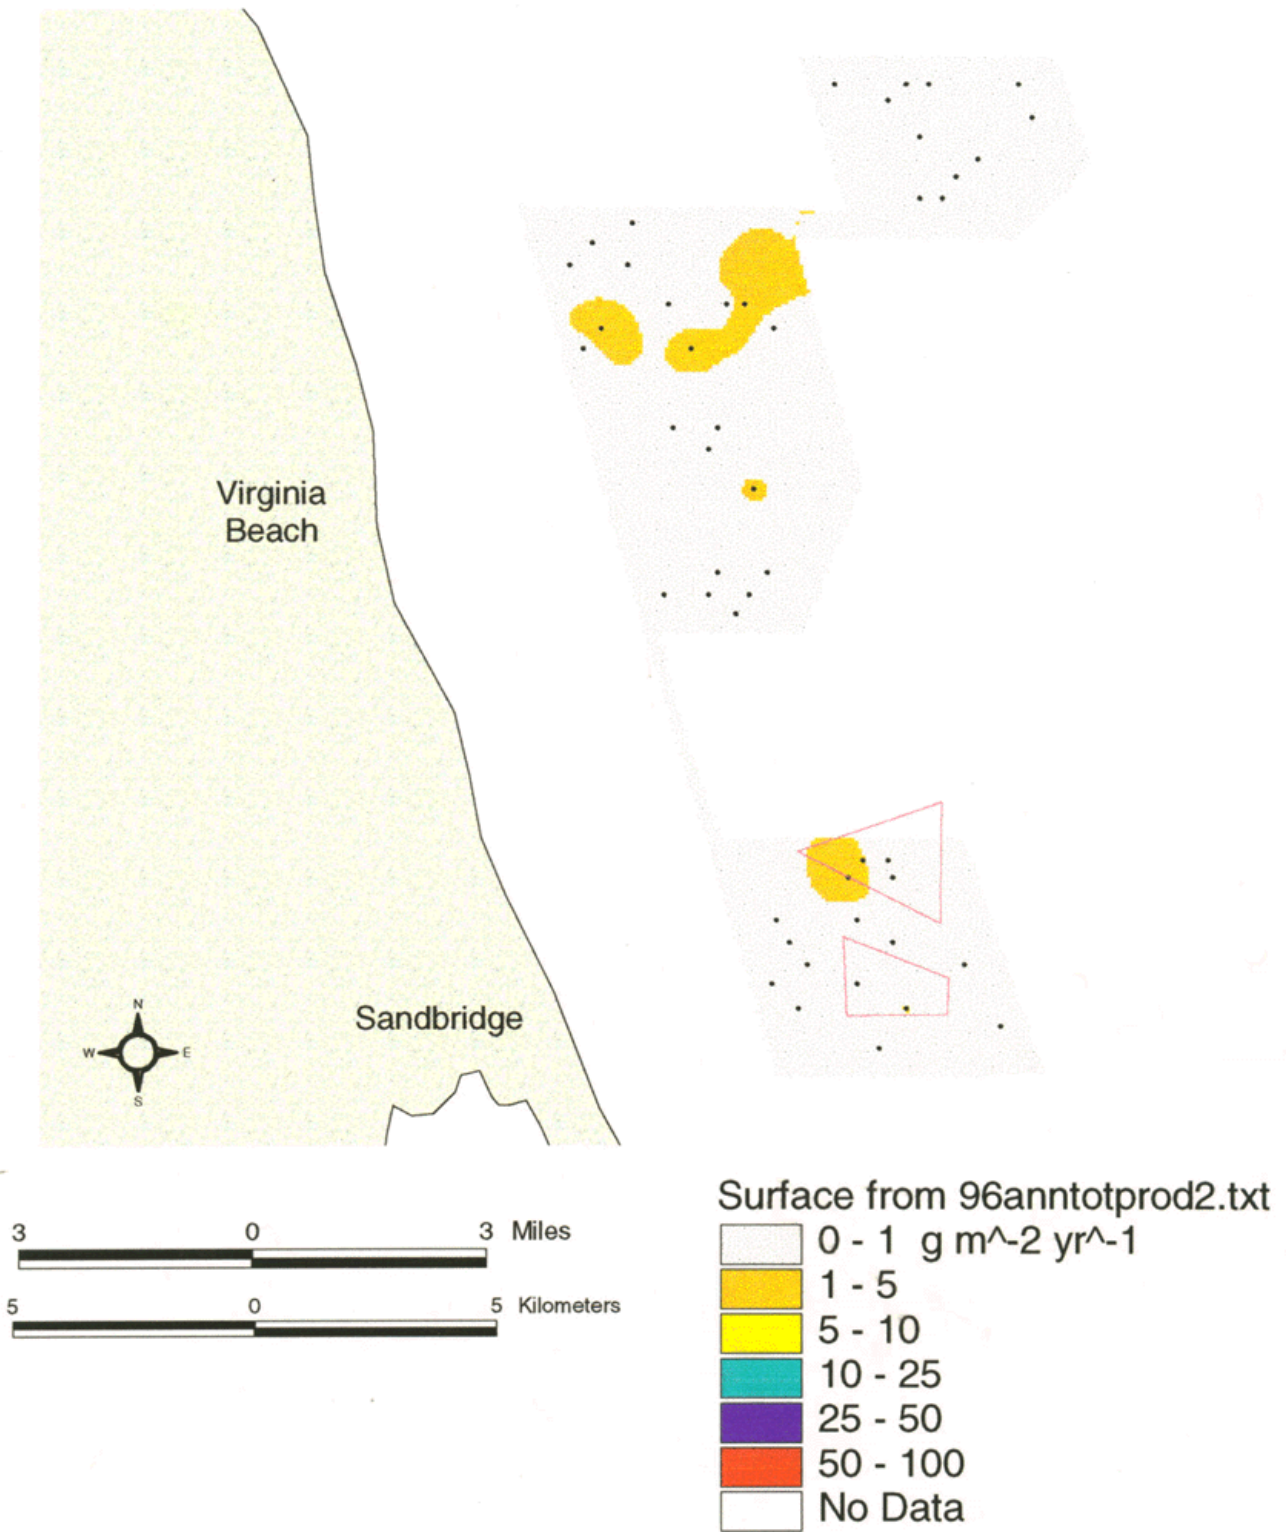 Virginia
Beach
Sandbridge
N
W E
S
3 0 3 Miles
5 0 5 Kilometers
Surface from 96anntotprod2.txt
0 - 1 g m^-2 yr^-1
1 - 5
5 - 10
10 - 25
25 - 50
50 - 100
No Data